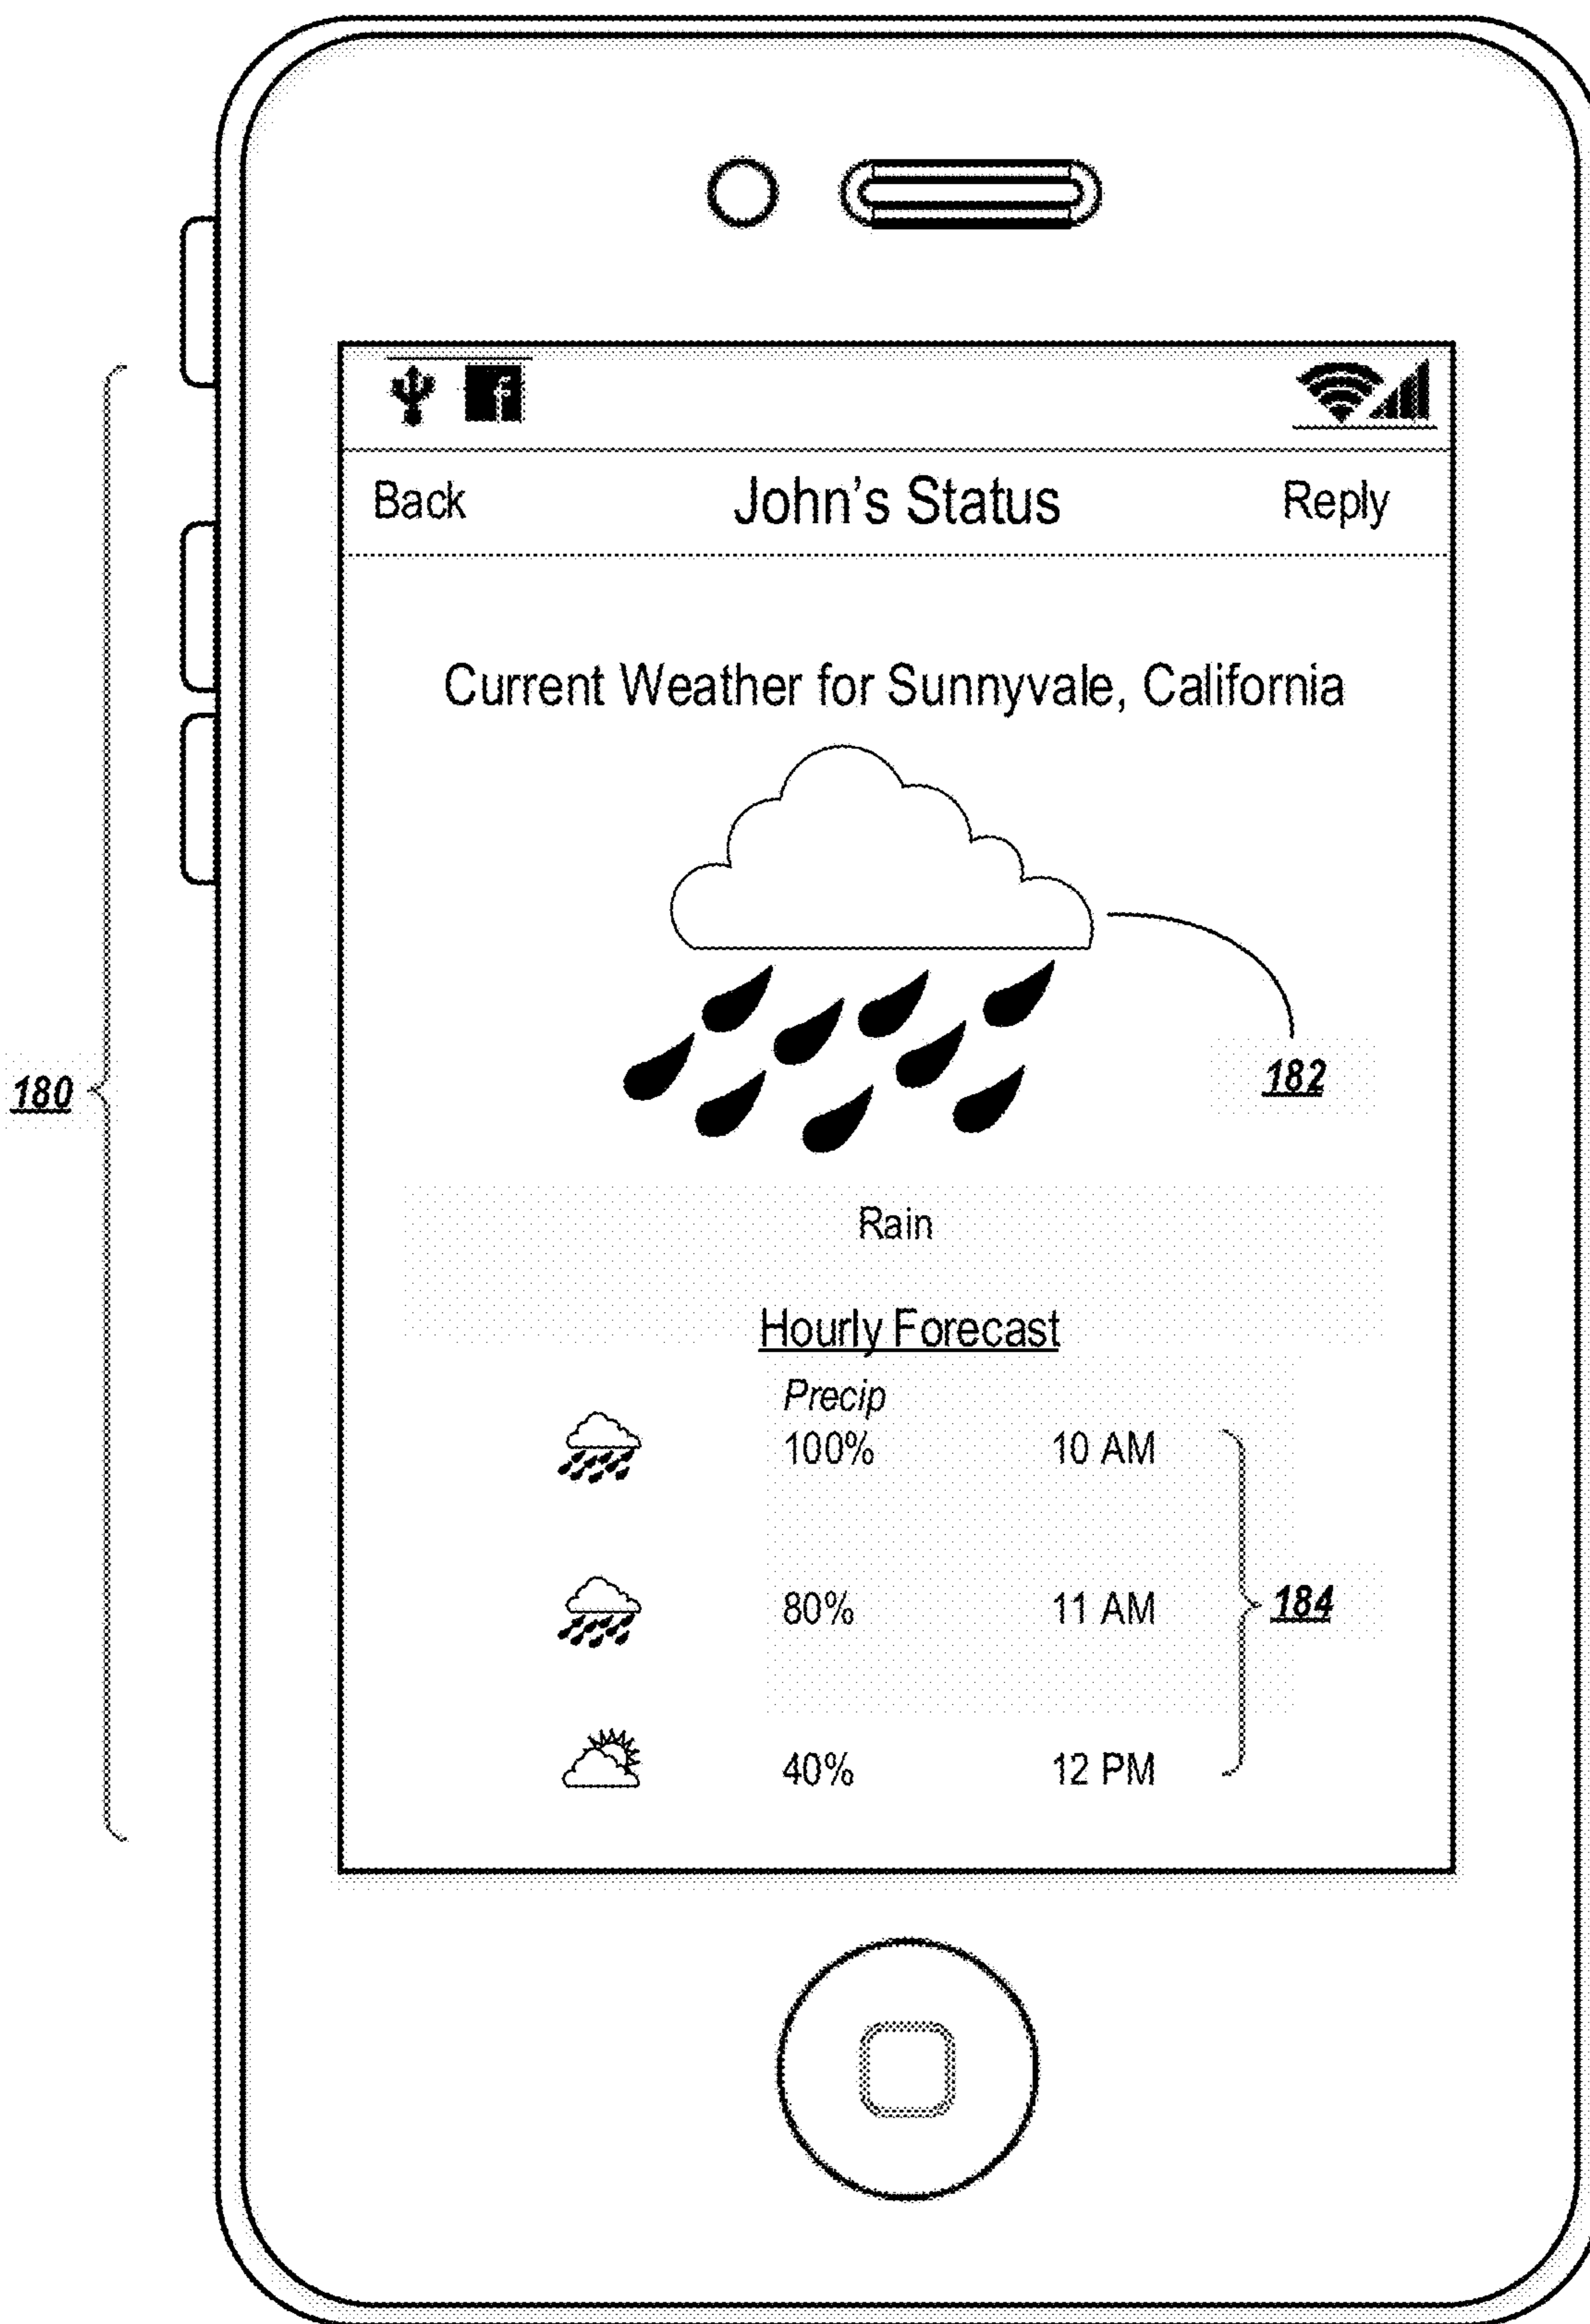 Back John's Status Reply
Current Weather for Sunnyvale, California
180
182
Rain
Hourly Forecast
Precip
100% 10 AM
80% 11 AM
184
40% 12 PM